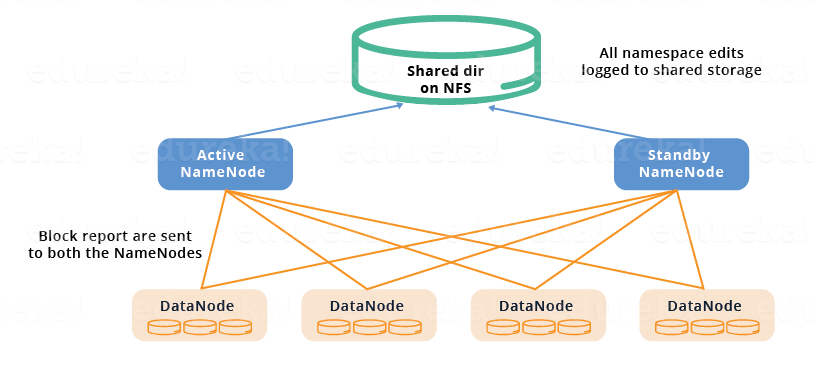 Shared dir
on NFS
All namespace edits
logged to shared storage
Active
NameNode
Standby
NameNode
Block report are sent
to both the NameNodes
DataNode
DataNode
DataNode
DataNode
edureka!